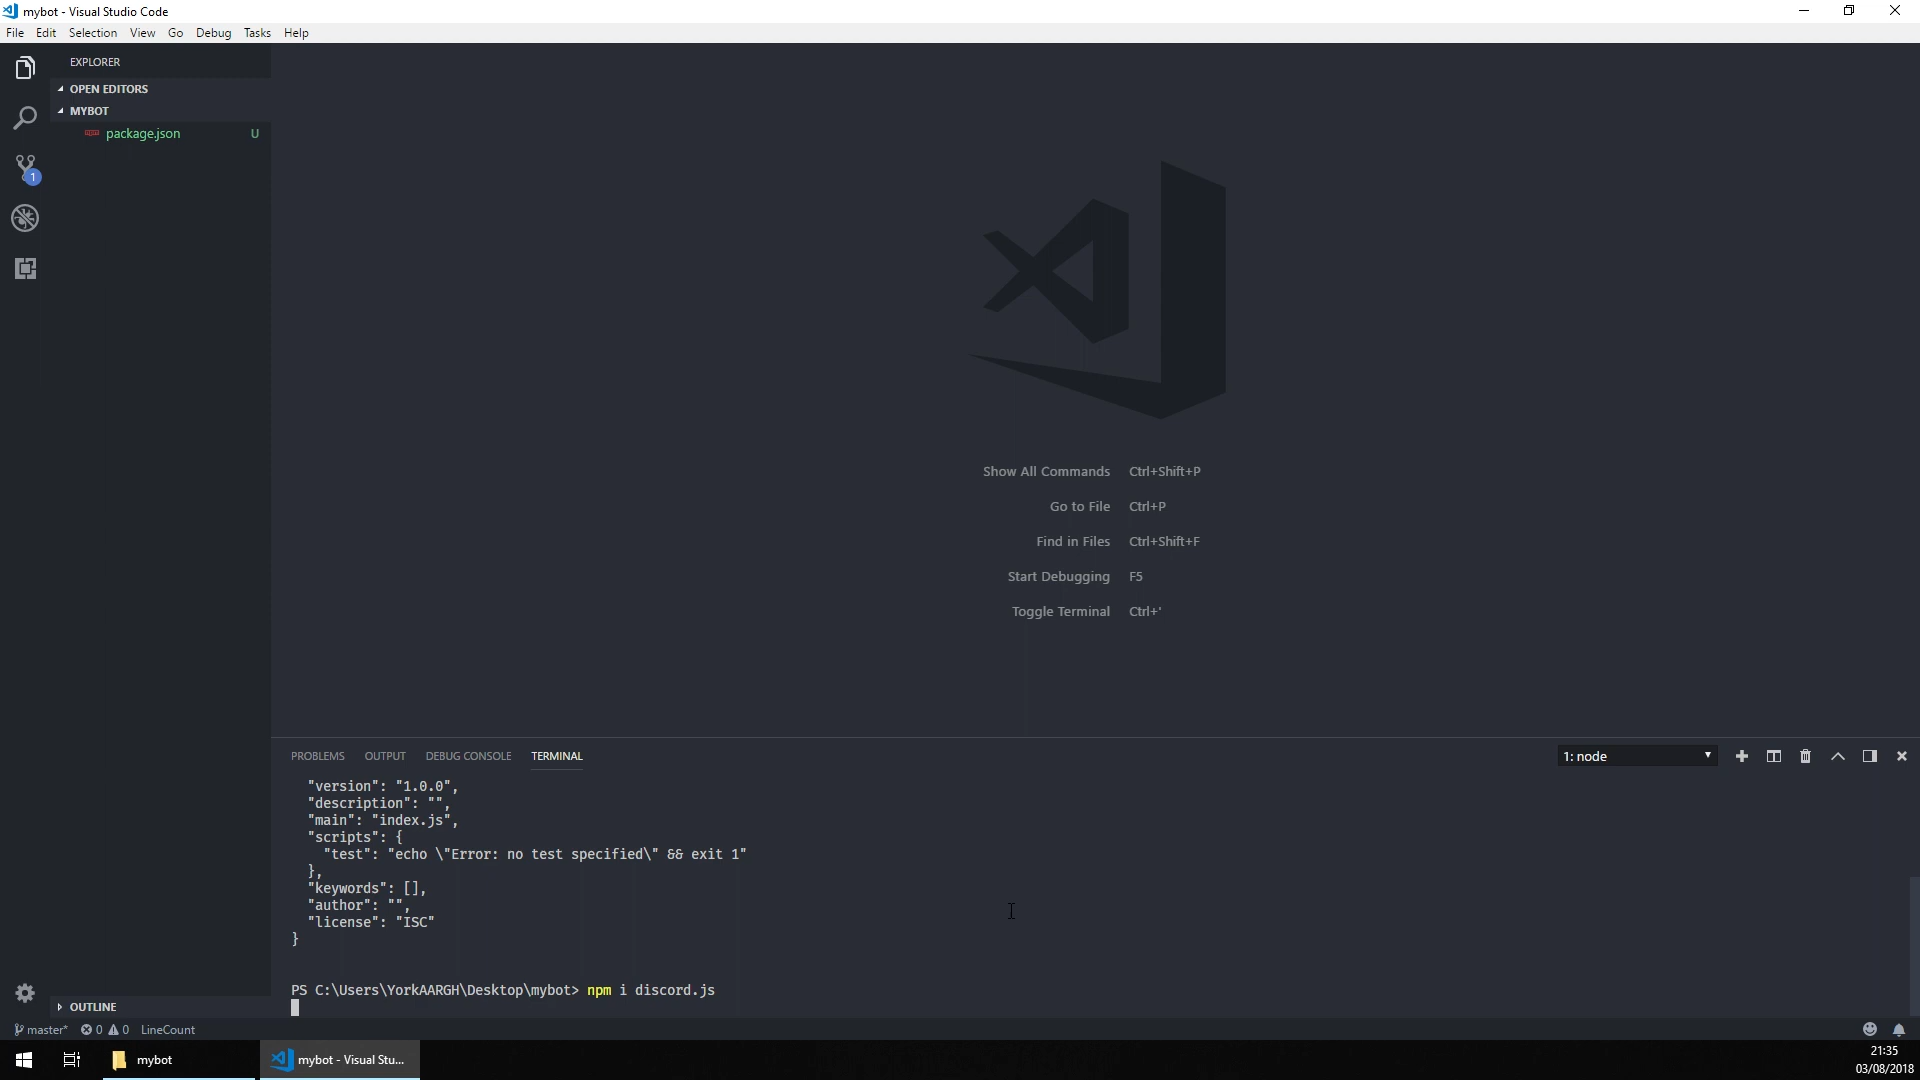 mybot - Visual Studio Code
File Edit Selection View Go Debug Tasks Help
EXPLORER
OPEN EDITORS
MYBOT
package.json U
1
Show All Commands Ctrl+Shift+P
Go to File Ctrl+P
Find in Files Ctrl+Shift+F
Start Debugging F5
Toggle Terminal Ctrl+'
PROBLEMS OUTPUT DEBUG CONSOLE TERMINAL
1: node
"version": "1.0.0",
"description": "",
"main": "index.js",
"scripts": {
"test": "echo \"Error: no test specified\" && exit 1"
},
"keywords": [],
"author": "",
"license": "ISC"
}
PS C:\Users\YorkAARGH\Desktop\mybot> npm i discord.js
OUTLINE
master* 0 0 LineCount
mybot
mybot - Visual Stu...
21:35
03/08/2018